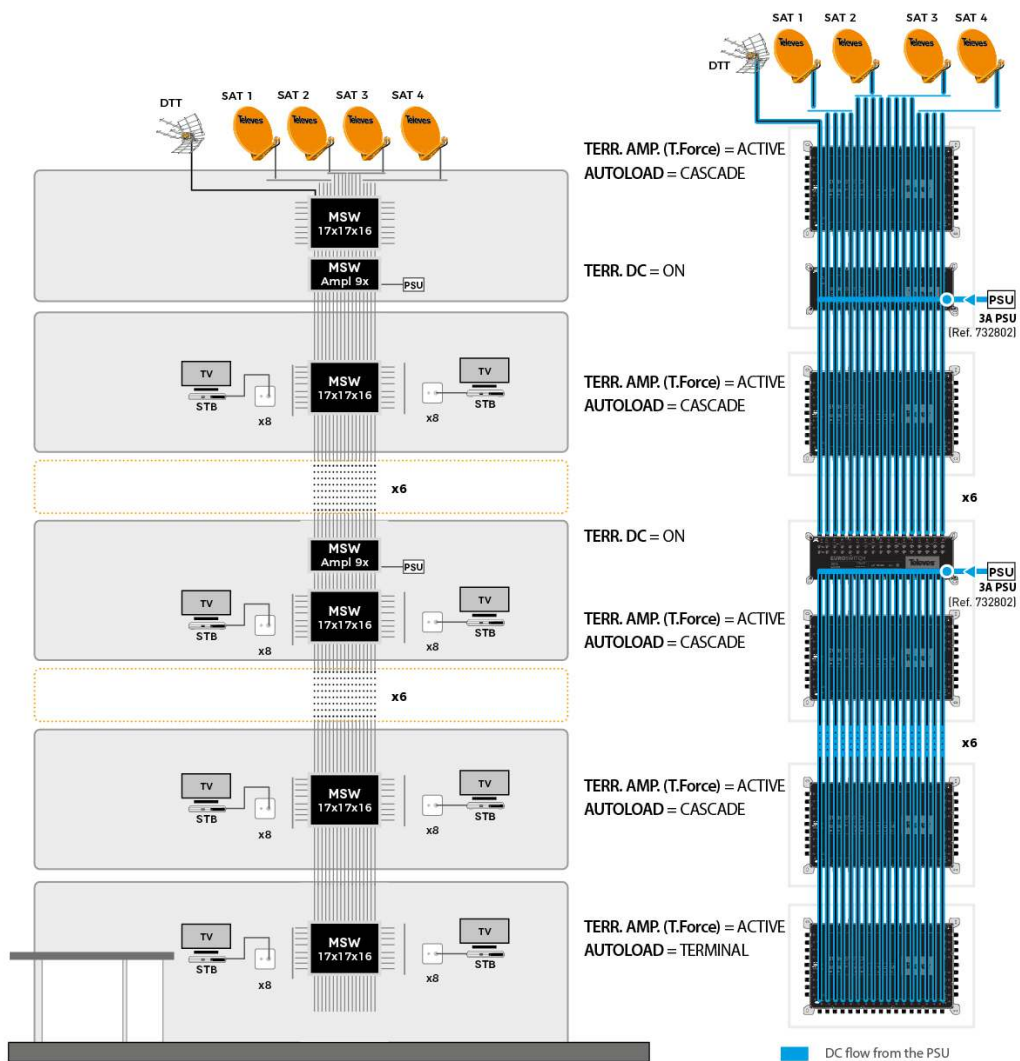 SAT 1 SAT 2 SAT 3 SAT 4
DTT
Televes Televes Televes Televes
MSW
17x17x16
MSW
Ampl 9x
PSU
TV
STB
x8
MSW
17x17x16
TV
STB
x8
x6
MSW
Ampl 9x
PSU
TV
STB
x8
MSW
17x17x16
TV
STB
x8
x6
TV
STB
x8
MSW
17x17x16
TV
STB
x8
TV
STB
x8
MSW
17x17x16
TV
STB
x8
TERR. AMP. (T.Force) = ACTIVE
AUTOLOAD = CASCADE
TERR. DC = ON
TERR. AMP. (T.Force) = ACTIVE
AUTOLOAD = CASCADE
TERR. DC = ON
TERR. AMP. (T.Force) = ACTIVE
AUTOLOAD = CASCADE
TERR. AMP. (T.Force) = ACTIVE
AUTOLOAD = CASCADE
TERR. AMP. (T.Force) = ACTIVE
AUTOLOAD = TERMINAL
SAT 1 SAT 2 SAT 3 SAT 4
DTT
Televes Televes Televes Televes
PSU
3A PSU
(Ref. 732802)
x6
EUROSWITCH
Televes
PSU
3A PSU
(Ref. 732802)
x6
DC flow from the PSU